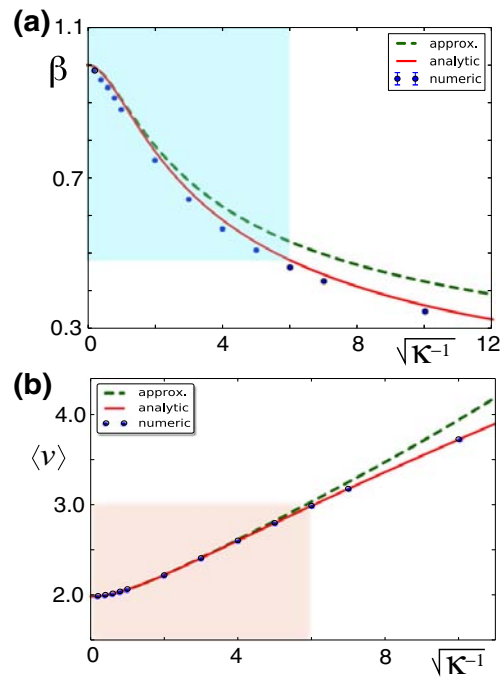 (a)
1.1
β
0.7
0.3
approx.
analytic
numeric
0 4 8 12
√κ⁻¹
(b)
approx.
analytic
numeric
4.0
⟨ν⟩
3.0
2.0
0 4 8
√κ⁻¹